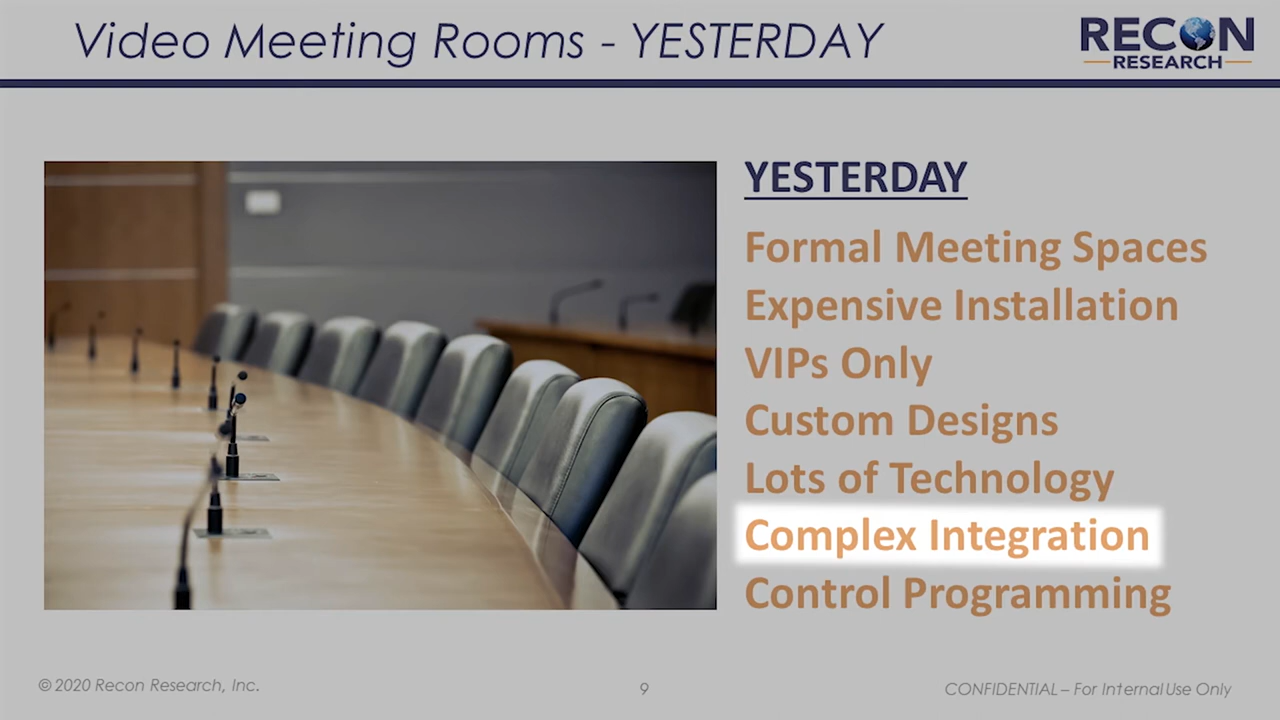 Video Meeting Rooms - YESTERDAY
RECON
RESEARCH
YESTERDAY
Formal Meeting Spaces
Expensive Installation
VIPs Only
Custom Designs
Lots of Technology
Complex Integration
Control Programming
© 2020 Recon Research, Inc.
9
CONFIDENTIAL – For Internal Use Only